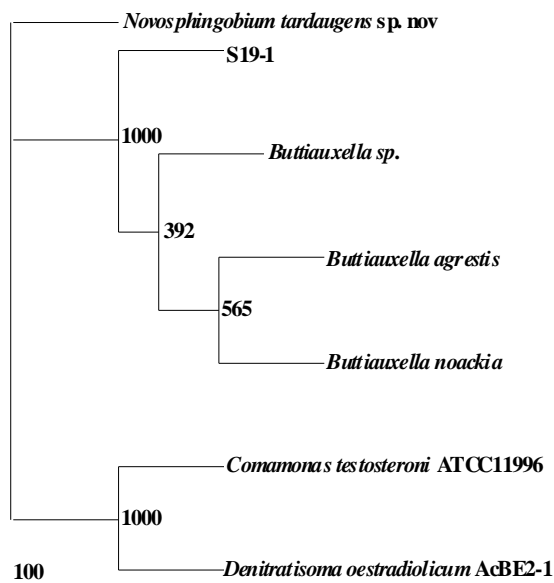 Novosphingobium tardaugens sp. nov
S19-1
1000
Buttiauxella sp.
392
Buttiauxella agrestis
565
Buttiauxella noackia
Comamonas testosteroni ATCC11996
1000
100
Denitratisoma oestradiolicum AcBE2-1